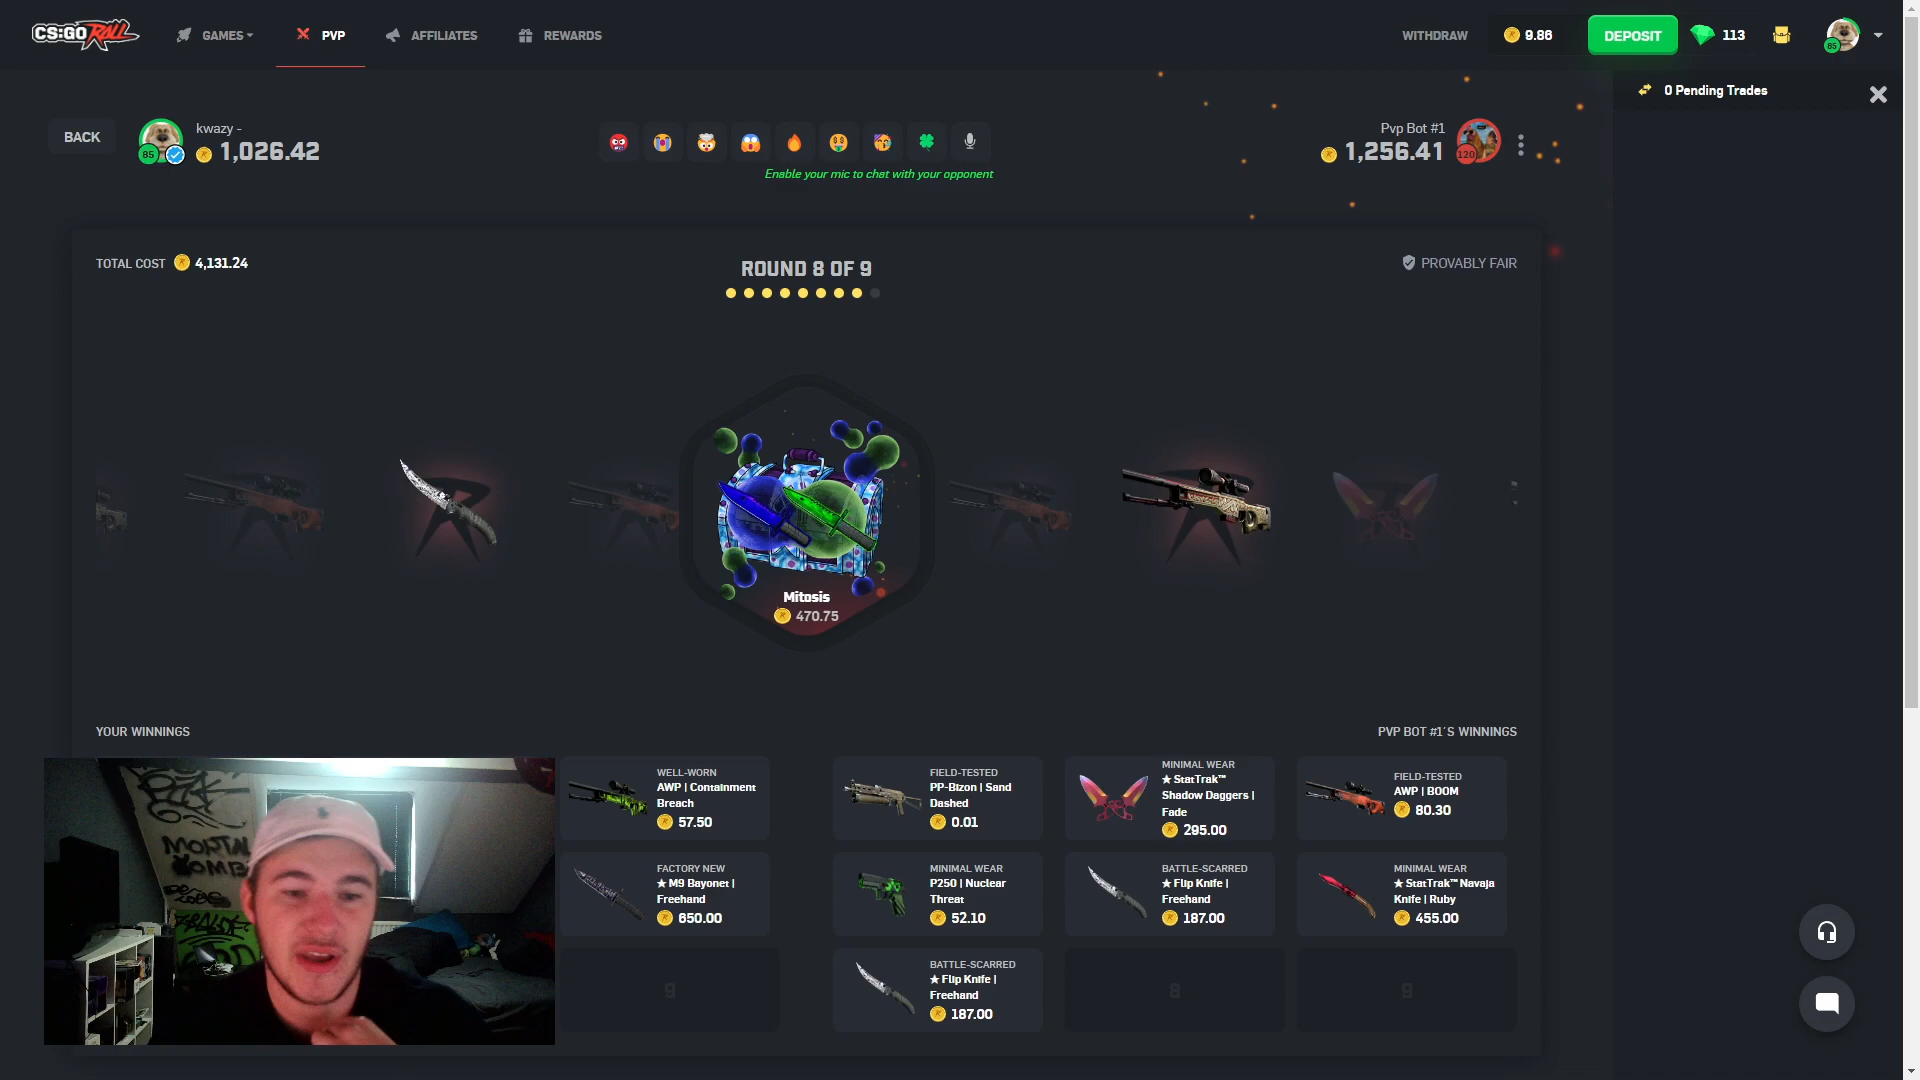 CS:GO ROLL
GAMES
PVP
AFFILIATES
REWARDS
WITHDRAW
9.86
DEPOSIT
113
85
0 Pending Trades
BACK
85
kwazy -
1,026.42
Enable your mic to chat with your opponent
Pvp Bot #1
1,256.41
120
TOTAL COST 4,131.24
ROUND 8 OF 9
PROVABLY FAIR
Mitosis
470.75
YOUR WINNINGS
PVP BOT #1'S WINNINGS
WELL-WORN
AWP | Containment
Breach
57.50
FIELD-TESTED
PP-Bizon | Sand
Dashed
0.01
MINIMAL WEAR
★ StatTrak™
Shadow Daggers |
Fade
295.00
FIELD-TESTED
AWP | BOOM
80.30
FACTORY NEW
★ M9 Bayonet |
Freehand
650.00
MINIMAL WEAR
P250 | Nuclear
Threat
52.10
BATTLE-SCARRED
★ Flip Knife |
Freehand
187.00
MINIMAL WEAR
★ StatTrak™ Navaja
Knife | Ruby
455.00
9
BATTLE-SCARRED
★ Flip Knife |
Freehand
187.00
8
9